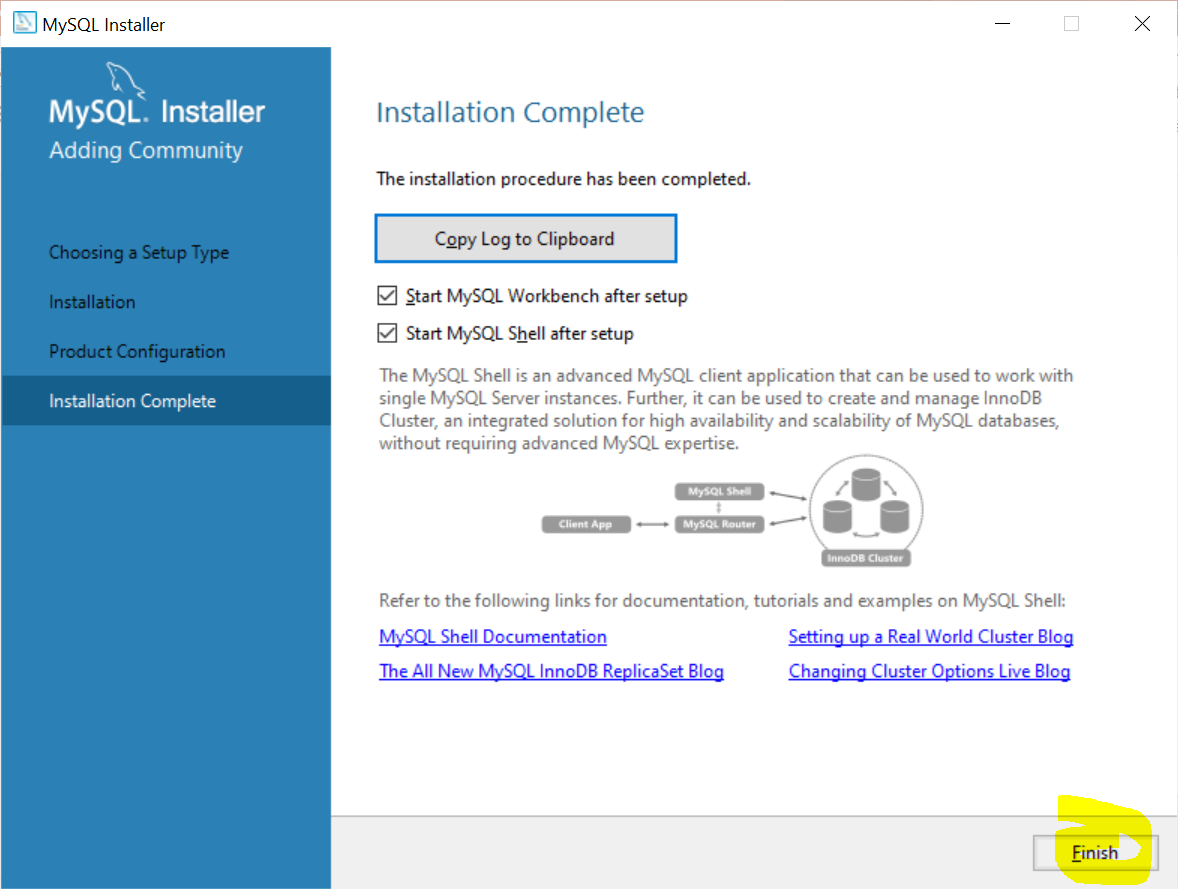 MySQL Installer
MySQL. Installer
Adding Community
Choosing a Setup Type
Installation
Product Configuration
Installation Complete
Installation Complete
The installation procedure has been completed.
Copy Log to Clipboard
Start MySQL Workbench after setup
Start MySQL Shell after setup
The MySQL Shell is an advanced MySQL client application that can be used to work with
single MySQL Server instances. Further, it can be used to create and manage InnoDB
Cluster, an integrated solution for high availability and scalability of MySQL databases,
without requiring advanced MySQL expertise.
MySQL Shell
Client App
MySQL Router
InnoDB Cluster
Refer to the following links for documentation, tutorials and examples on MySQL Shell:
MySQL Shell Documentation
Setting up a Real World Cluster Blog
The All New MySQL InnoDB ReplicaSet Blog
Changing Cluster Options Live Blog
Finish